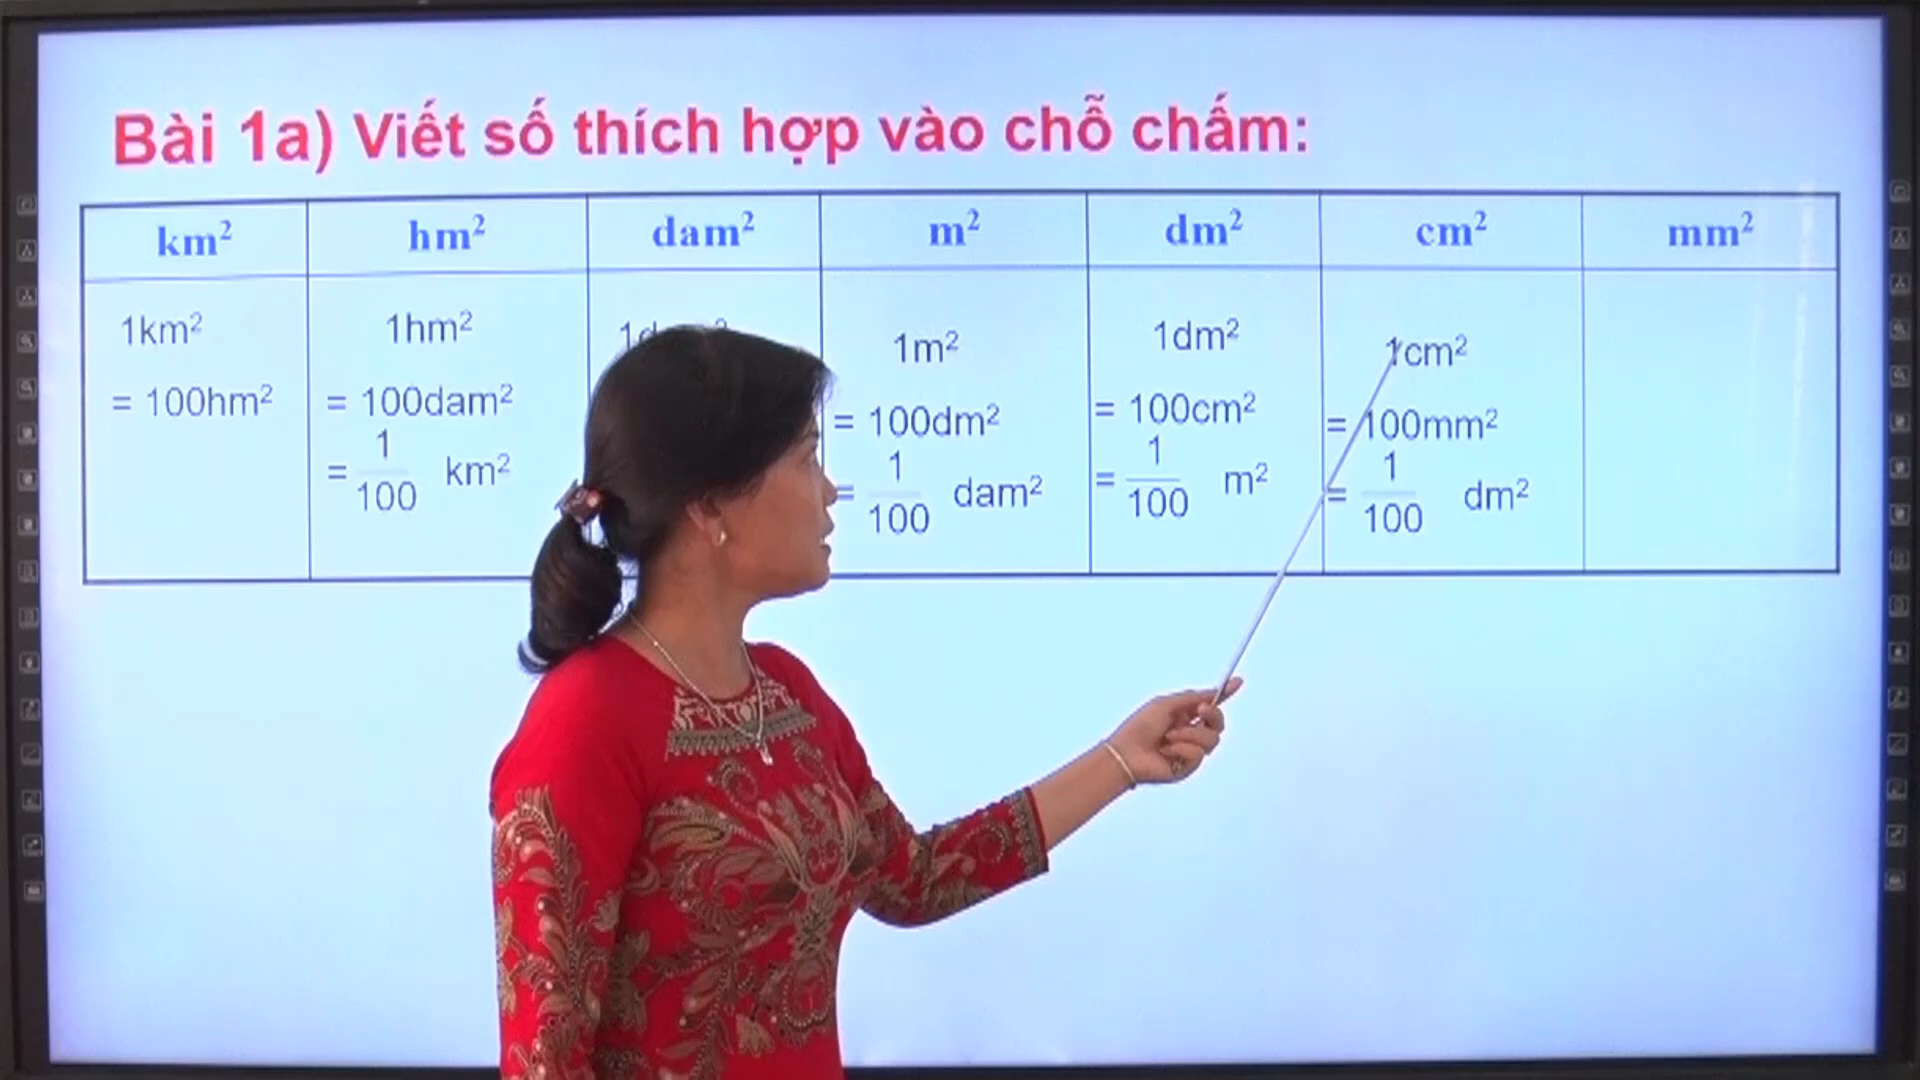 Bài 1a) Viết số thích hợp vào chỗ chấm:
km² hm² dam² m² dm² cm² mm²
1km²
= 100hm²
1hm²
= 100dam²
= 1/100 km²
1m²
= 100dm²
= 1/100 dam²
1dm²
= 100cm²
= 1/100 m²
1cm²
= 100mm²
= 1/100 dm²